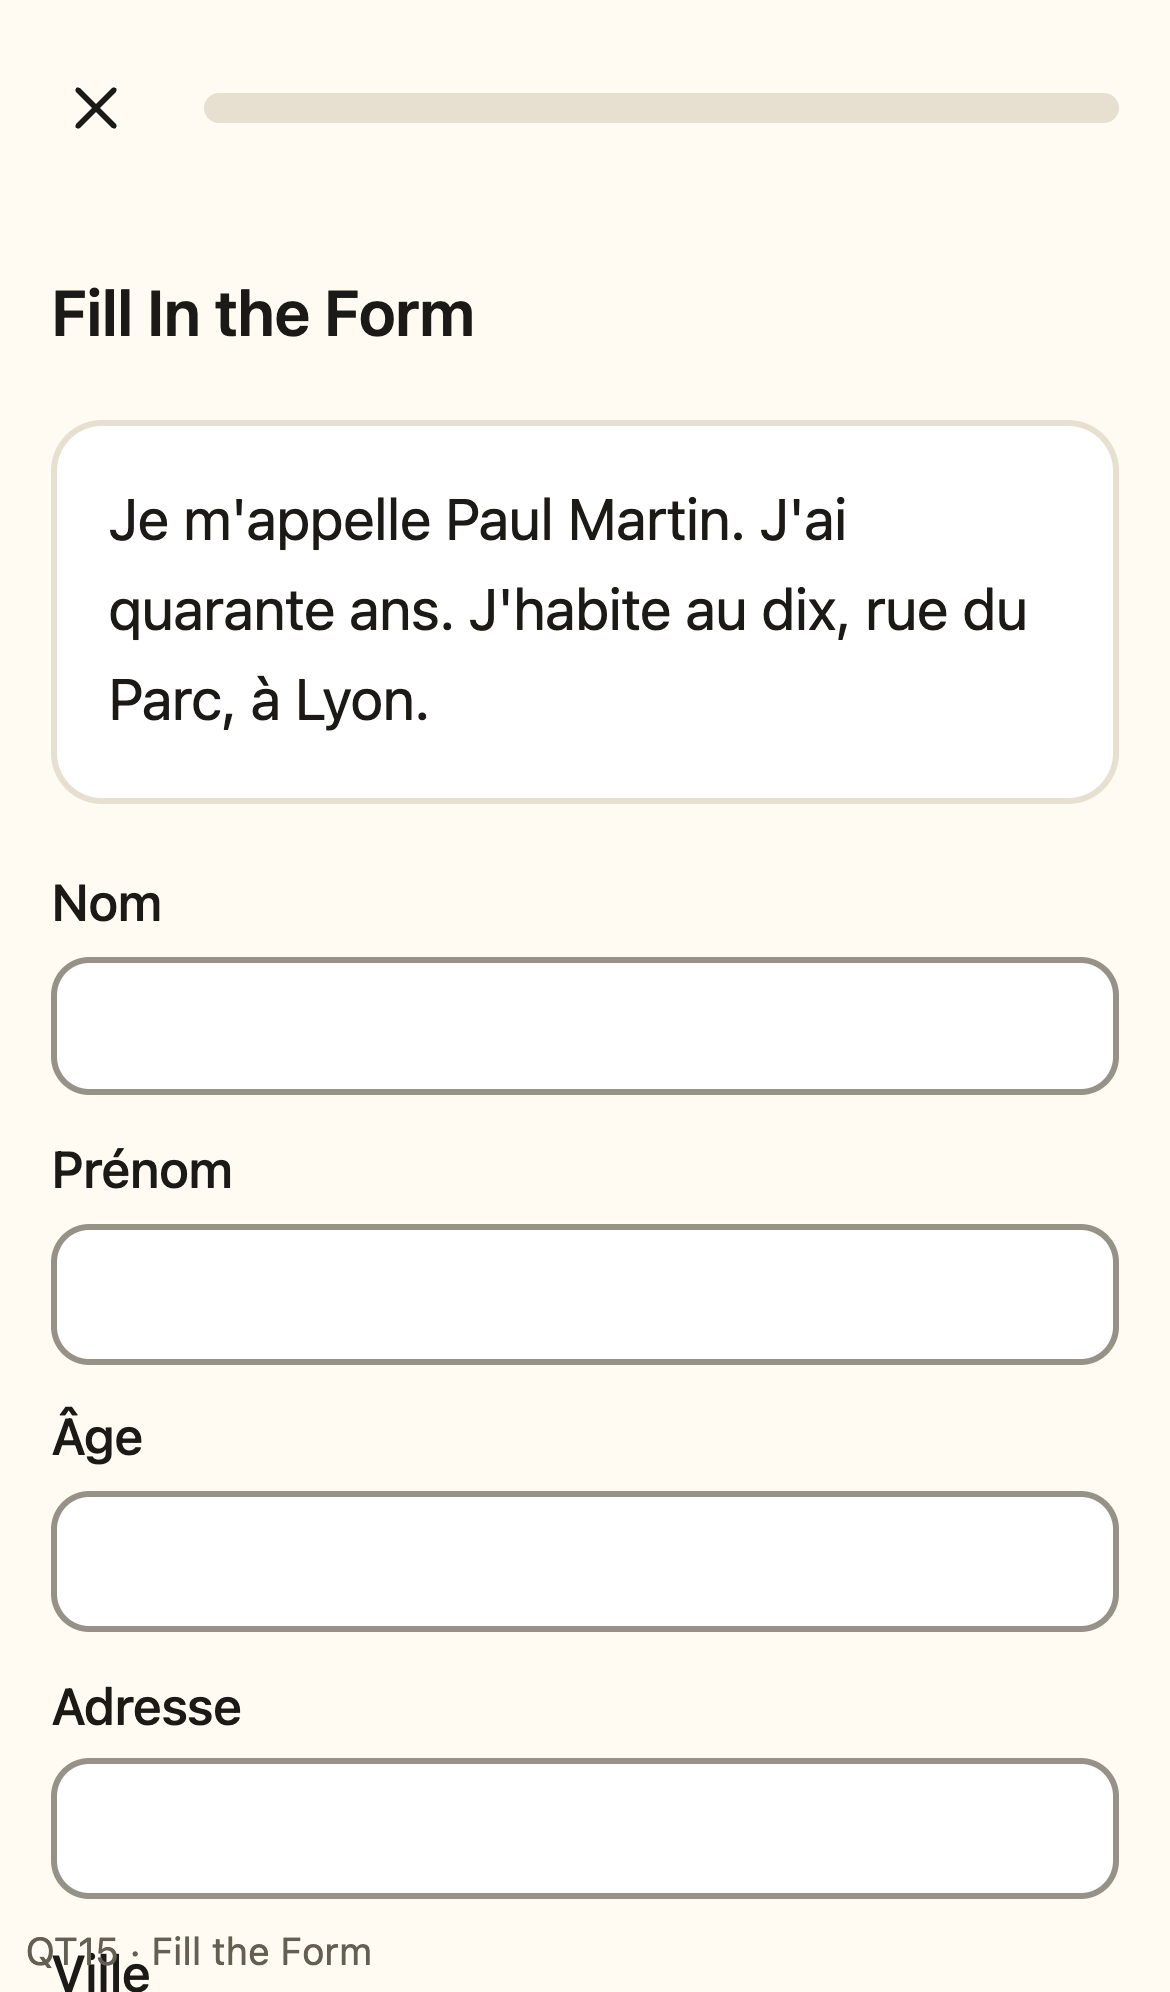 Fill In the Form
Je m'appelle Paul Martin. J'ai
quarante ans. J'habite au dix, rue du
Parc, à Lyon.
Nom
Prénom
Âge
Adresse
QT15 · Fill the Form
Ville